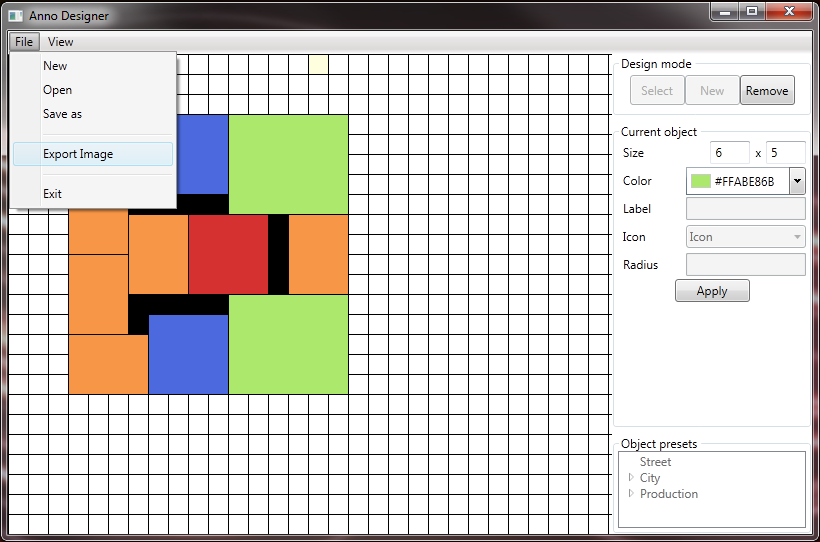 Anno Designer
File View
New
Open
Save as
Export Image
Exit
Design mode
Select New Remove
Current object
Size 6 x 5
Color #FFABE86B
Label
Icon Icon
Radius
Apply
Object presets
Street
City
Production